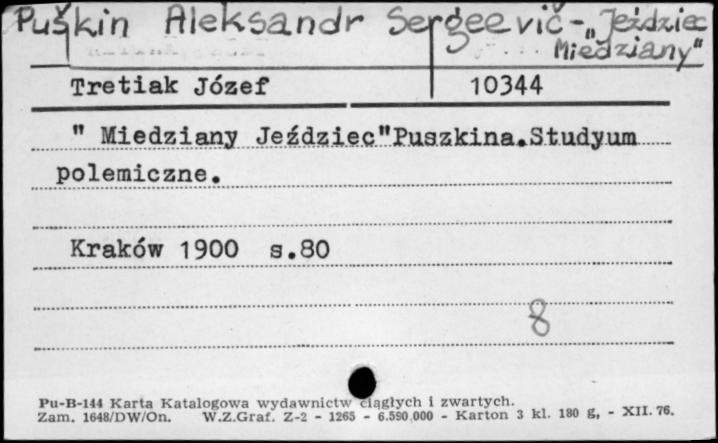 Puškin Aleksandr Sergeevič - „Jeździec
Miedziany"
Tretiak Józef 10344
" Miedziany Jeździec"Puszkina.Studyum
polemiczne.
Kraków 1900 s.80
8
Pu-B-144 Karta Katalogowa wydawnictw ciągłych i zwartych.
Zam. 1648/DW/On. W.Z.Graf. Z-2 - 1265 - 6.590,000 - Karton 3 kl. 180 g, - XII. 76.